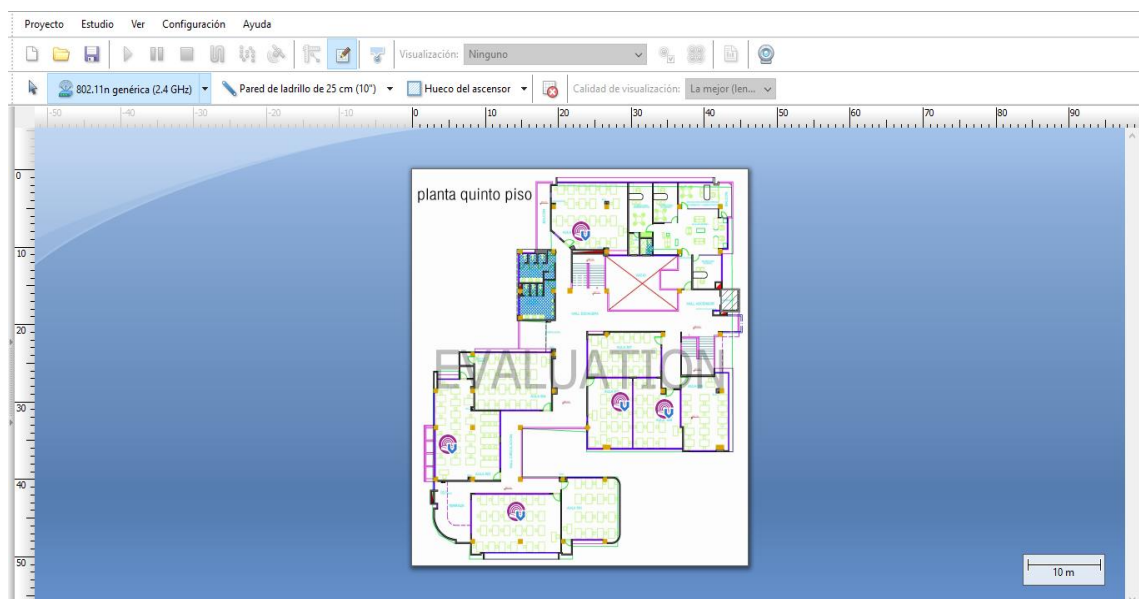 Proyecto Estudio Ver Configuración Ayuda
Visualización: Ninguno
802.11n genérica (2.4 GHz) Pared de ladrillo de 25 cm (10") Hueco del ascensor Calidad de visualización: La mejor (len...
-50 -40 -30 -20 -10 0 10 20 30 40 50 60 70 80 90
0
planta quinto piso
10
20
EVALUATION
30
40
50
10 m